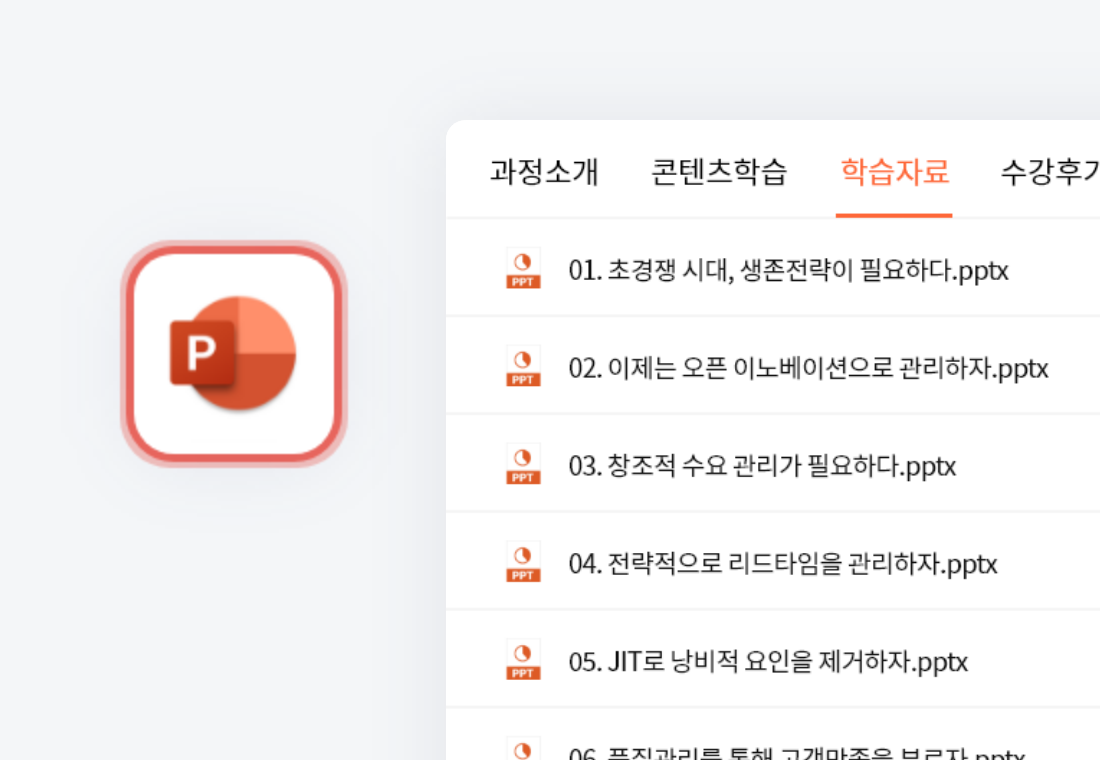 과정소개 콘텐츠학습 학습자료 수강후기
P
PPT 01. 초경쟁 시대, 생존전략이 필요하다.pptx
PPT 02. 이제는 오픈 이노베이션으로 관리하자.pptx
PPT 03. 창조적 수요 관리가 필요하다.pptx
PPT 04. 전략적으로 리드타임을 관리하자.pptx
PPT 05. JIT로 낭비적 요인을 제거하자.pptx
06. 품질관리를 통해 고객만족을 부르자.pptx